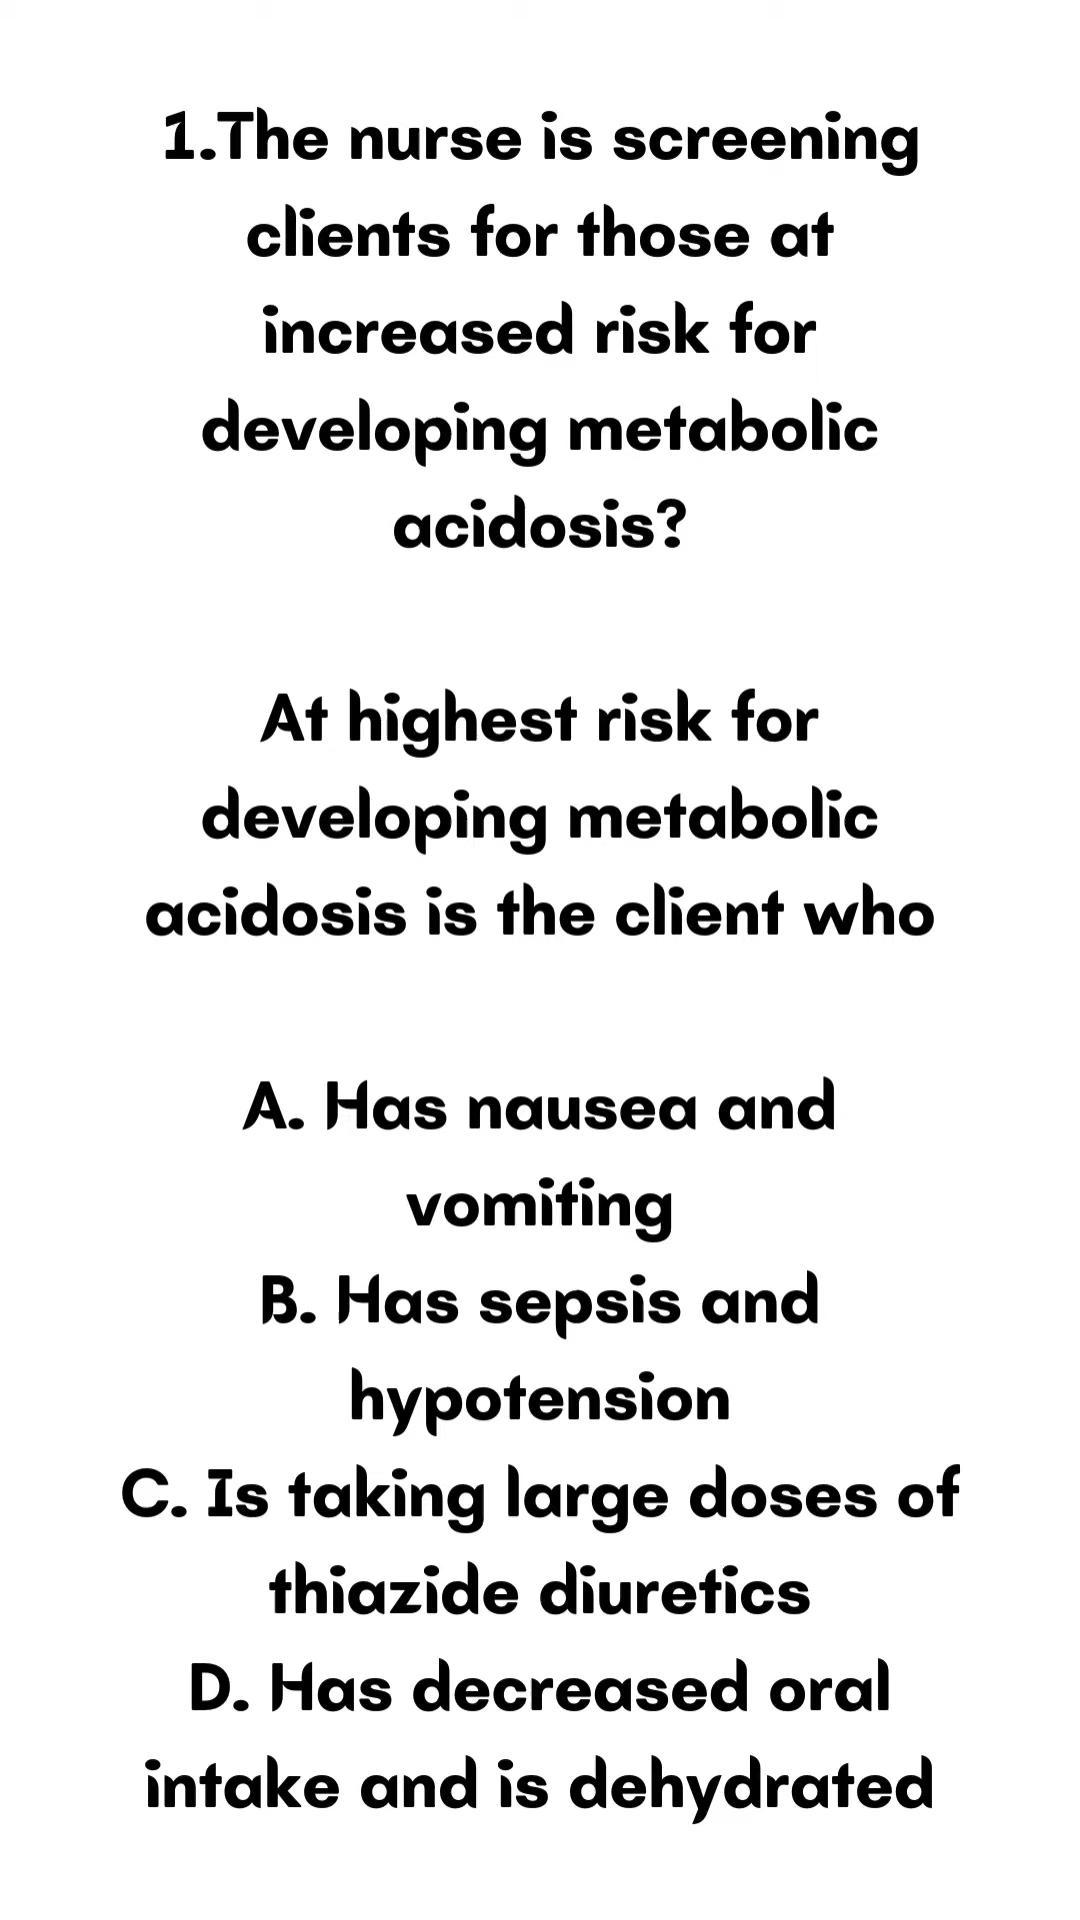 1.The nurse is screening
clients for those at
increased risk for
developing metabolic
acidosis?
At highest risk for
developing metabolic
acidosis is the client who
A. Has nausea and
vomiting
B. Has sepsis and
hypotension
C. Is taking large doses of
thiazide diuretics
D. Has decreased oral
intake and is dehydrated